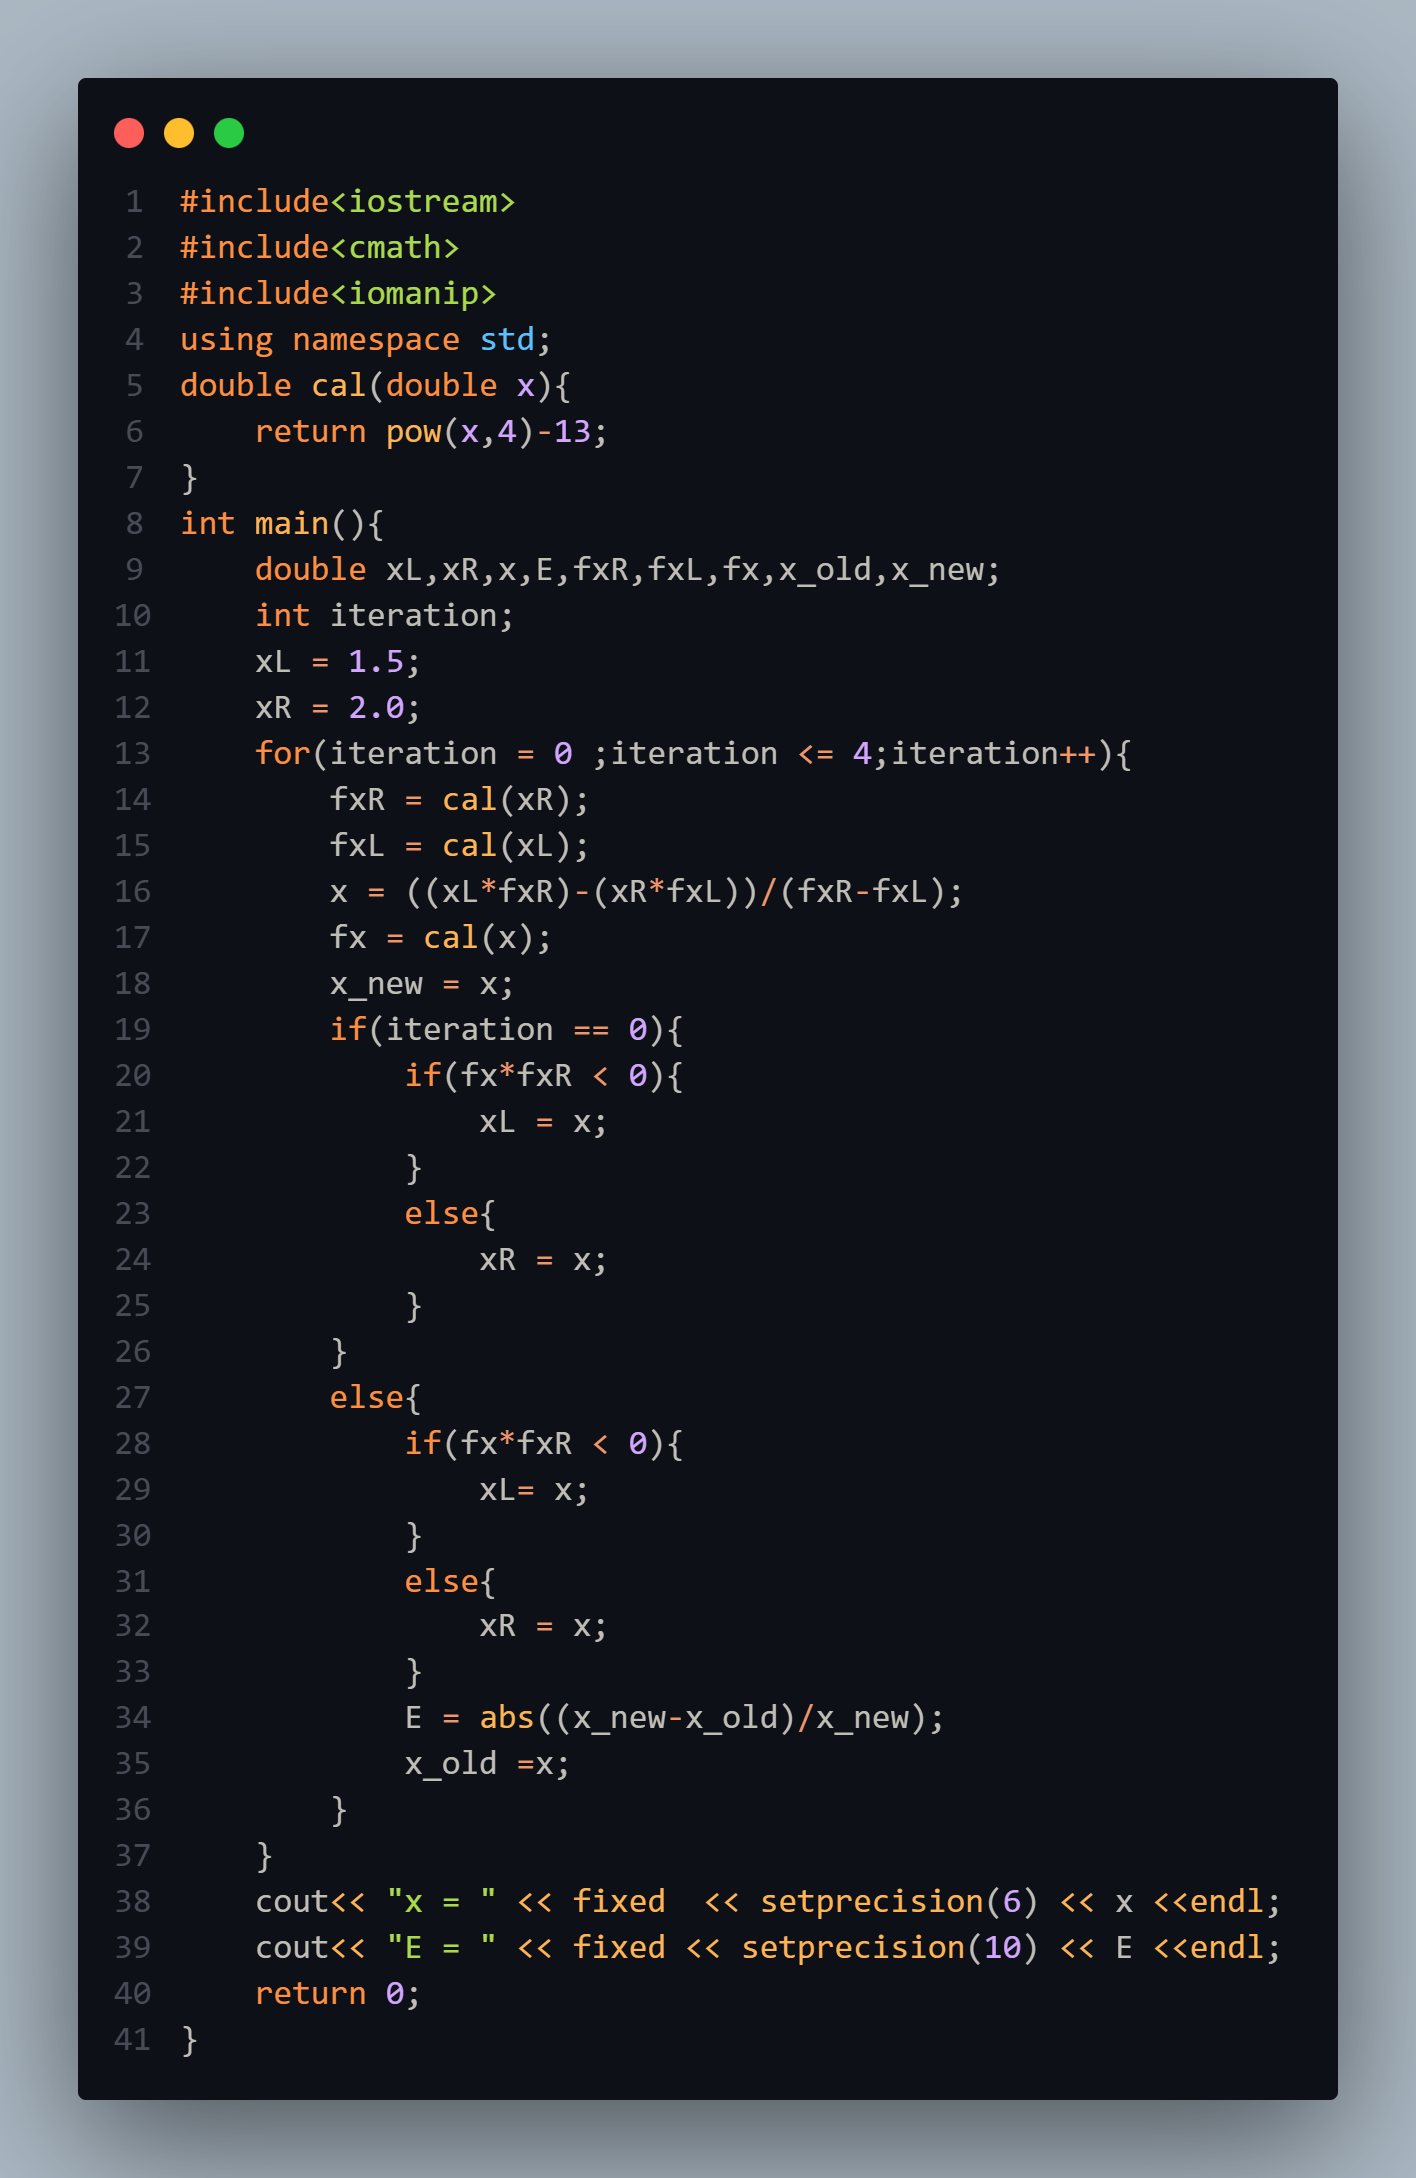 1 #include<iostream>
2 #include<cmath>
3 #include<iomanip>
4 using namespace std;
5 double cal(double x){
6     return pow(x,4)-13;
7 }
8 int main(){
9     double xL,xR,x,E,fxR,fxL,fx,x_old,x_new;
10     int iteration;
11     xL = 1.5;
12     xR = 2.0;
13     for(iteration = 0 ;iteration <= 4;iteration++){
14         fxR = cal(xR);
15         fxL = cal(xL);
16         x = ((xL*fxR)-(xR*fxL))/(fxR-fxL);
17         fx = cal(x);
18         x_new = x;
19         if(iteration == 0){
20             if(fx*fxR < 0){
21                 xL = x;
22             }
23             else{
24                 xR = x;
25             }
26         }
27         else{
28             if(fx*fxR < 0){
29                 xL= x;
30             }
31             else{
32                 xR = x;
33             }
34             E = abs((x_new-x_old)/x_new);
35             x_old =x;
36         }
37     }
38     cout<< "x = " << fixed  << setprecision(6) << x <<endl;
39     cout<< "E = " << fixed << setprecision(10) << E <<endl;
40     return 0;
41 }